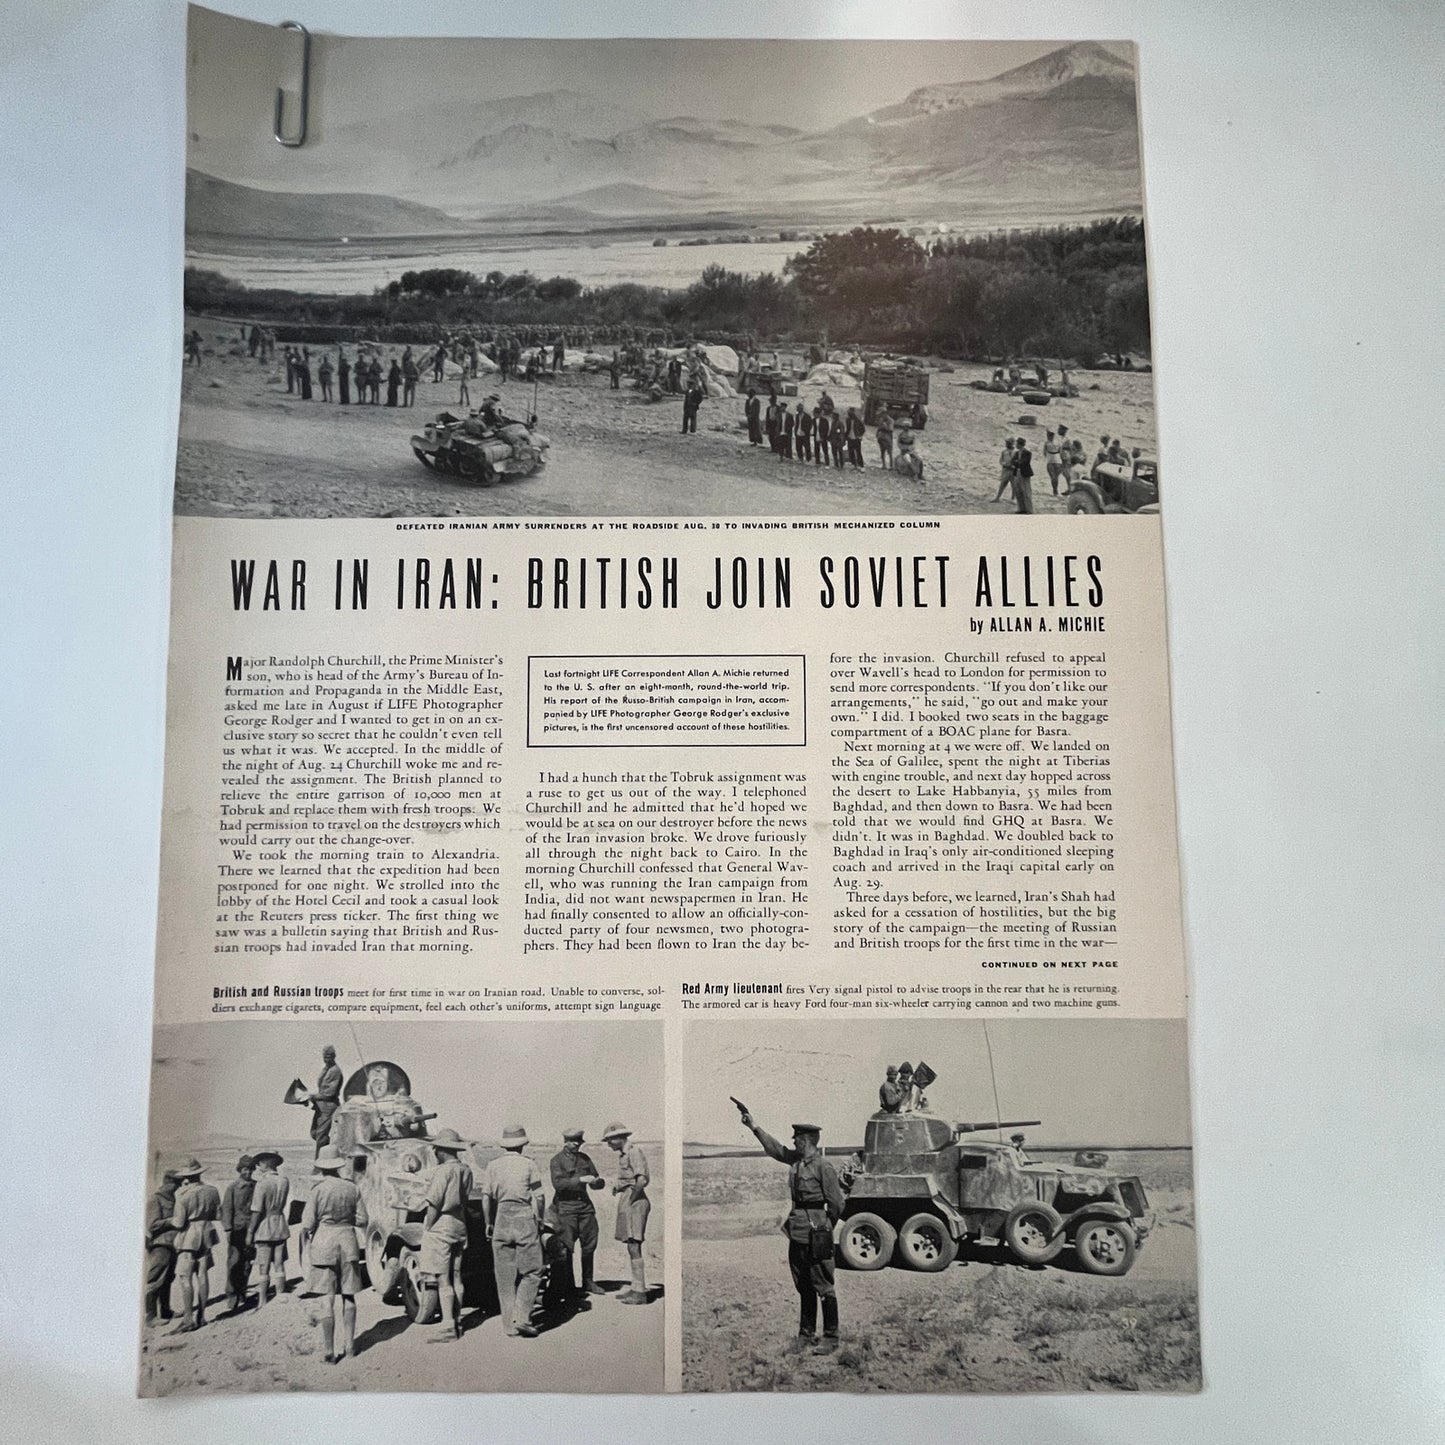 DEFEATED IRANIAN ARMY SURRENDERS AT THE ROADSIDE AUG. 30 TO INVADING BRITISH MECHANIZED COLUMN
WAR IN IRAN: BRITISH JOIN SOVIET ALLIES
by ALLAN A. MICHIE
Major Randolph Churchill, the Prime Minister's
son, who is head of the Army's Bureau of In-
formation and Propaganda in the Middle East,
asked me late in August if LIFE Photographer
George Rodger and I wanted to get in on an ex-
clusive story so secret that he couldn't even tell
us what it was. We accepted. In the middle of
the night of Aug. 24 Churchill woke me and re-
vealed the assignment. The British planned to
relieve the entire garrison of 10,000 men at
Tobruk and replace them with fresh troops. We
had permission to travel on the destroyers which
would carry out the change-over.
We took the morning train to Alexandria.
There we learned that the expedition had been
postponed for one night. We strolled into the
lobby of the Hotel Cecil and took a casual look
at the Reuters press ticker. The first thing we
saw was a bulletin saying that British and Rus-
sian troops had invaded Iran that morning.
Last fortnight LIFE Correspondent Allan A. Michie returned
to the U. S. after an eight-month, round-the-world trip.
His report of the Russo-British campaign in Iran, accom-
panied by LIFE Photographer George Rodger's exclusive
pictures, is the first uncensored account of these hostilities.
I had a hunch that the Tobruk assignment was
a ruse to get us out of the way. I telephoned
Churchill and he admitted that he'd hoped we
would be at sea on our destroyer before the news
of the Iran invasion broke. We drove furiously
all through the night back to Cairo. In the
morning Churchill confessed that General Wav-
ell, who was running the Iran campaign from
India, did not want newspapermen in Iran. He
had finally consented to allow an officially-con-
ducted party of four newsmen, two photogra-
phers. They had been flown to Iran the day be-
fore the invasion. Churchill refused to appeal
over Wavell's head to London for permission to
send more correspondents. "If you don't like our
arrangements," he said, "go out and make your
own." I did. I booked two seats in the baggage
compartment of a BOAC plane for Basra.
Next morning at 4 we were off. We landed on
the Sea of Galilee, spent the night at Tiberias
with engine trouble, and next day hopped across
the desert to Lake Habbanyia, 55 miles from
Baghdad, and then down to Basra. We had been
told that we would find GHQ at Basra. We
didn't. It was in Baghdad. We doubled back to
Baghdad in Iraq's only air-conditioned sleeping
coach and arrived in the Iraqi capital early on
Aug. 29.
Three days before, we learned, Iran's Shah had
asked for a cessation of hostilities, but the big
story of the campaign—the meeting of Russian
and British troops for the first time in the war—
CONTINUED ON NEXT PAGE
British and Russian troops meet for first time in war on Iranian road. Unable to converse, sol-
diers exchange cigarets, compare equipment, feel each other's uniforms, attempt sign language
Red Army lieutenant fires Very signal pistol to advise troops in the rear that he is returning.
The armored car is heavy Ford four-man six-wheeler carrying cannon and two machine guns.